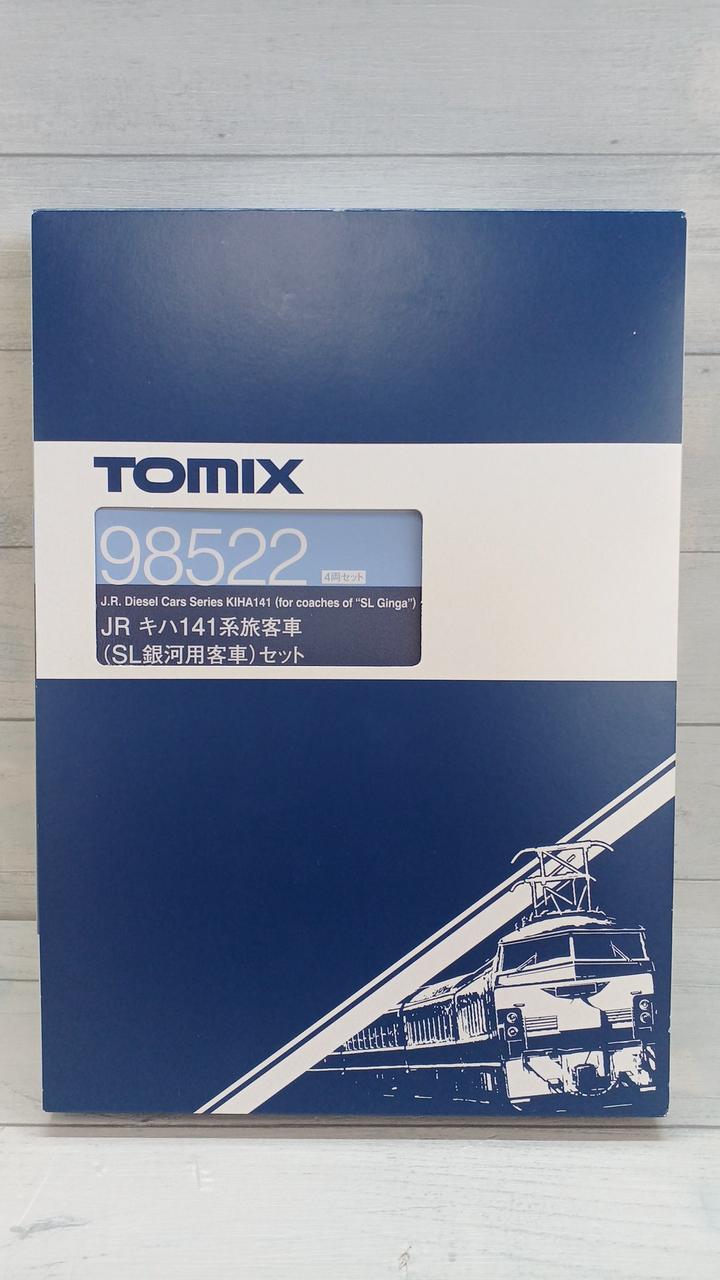 TOMIX
98522 4両セット
J.R. Diesel Cars Series KIHA141 (for coaches of "SL Ginga")
JR キハ141系旅客車
(SL銀河用客車)セット